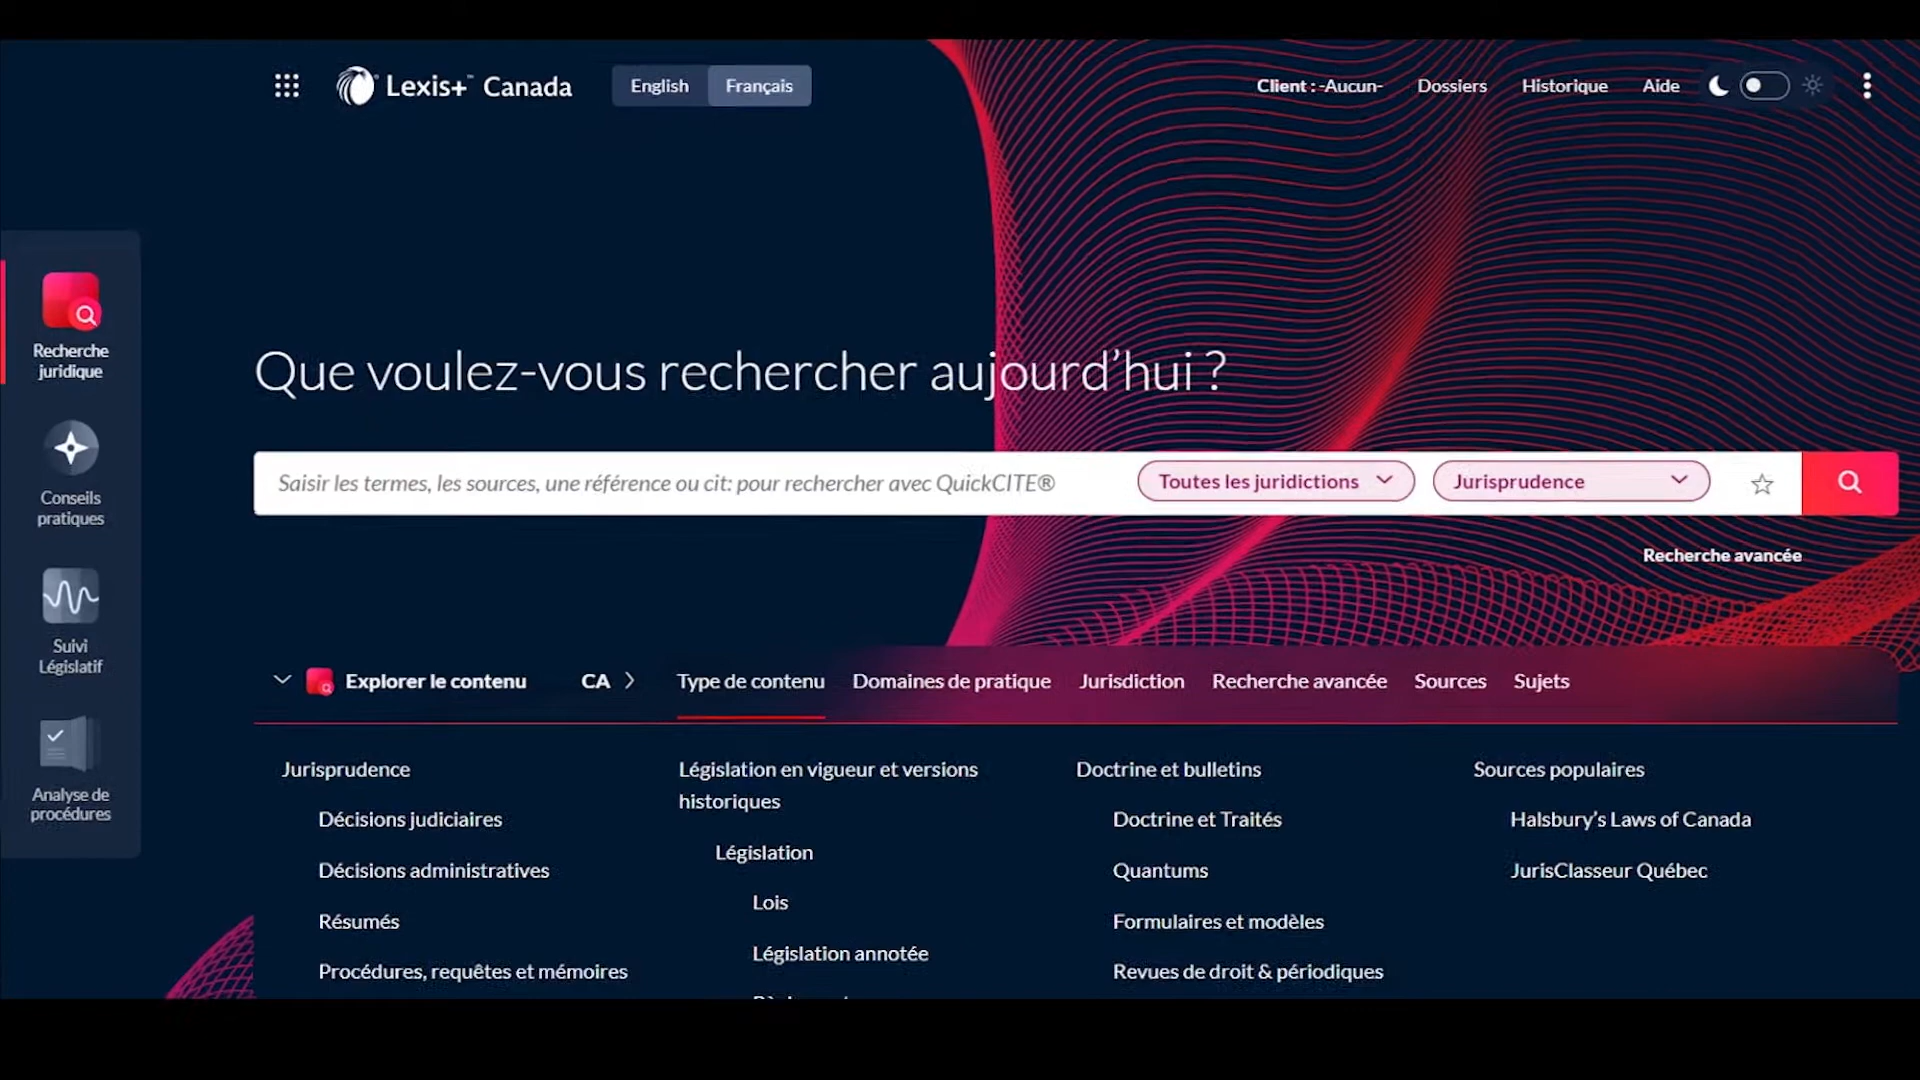 Lexis+™ Canada
English Français
Client : -Aucun- Dossiers Historique Aide
Recherche
juridique
Conseils
pratiques
Suivi
Législatif
Analyse de
procédures
Que voulez-vous rechercher aujourd’hui ?
Saisir les termes, les sources, une référence ou cit: pour rechercher avec QuickCITE®
Toutes les juridictions
Jurisprudence
Recherche avancée
Explorer le contenu CA
Type de contenu Domaines de pratique Jurisdiction Recherche avancée Sources Sujets
Jurisprudence
Décisions judiciaires
Décisions administratives
Résumés
Procédures, requêtes et mémoires
Législation en vigueur et versions
historiques
Législation
Lois
Législation annotée
Doctrine et bulletins
Doctrine et Traités
Quantums
Formulaires et modèles
Revues de droit & périodiques
Sources populaires
Halsbury’s Laws of Canada
JurisClasseur Québec